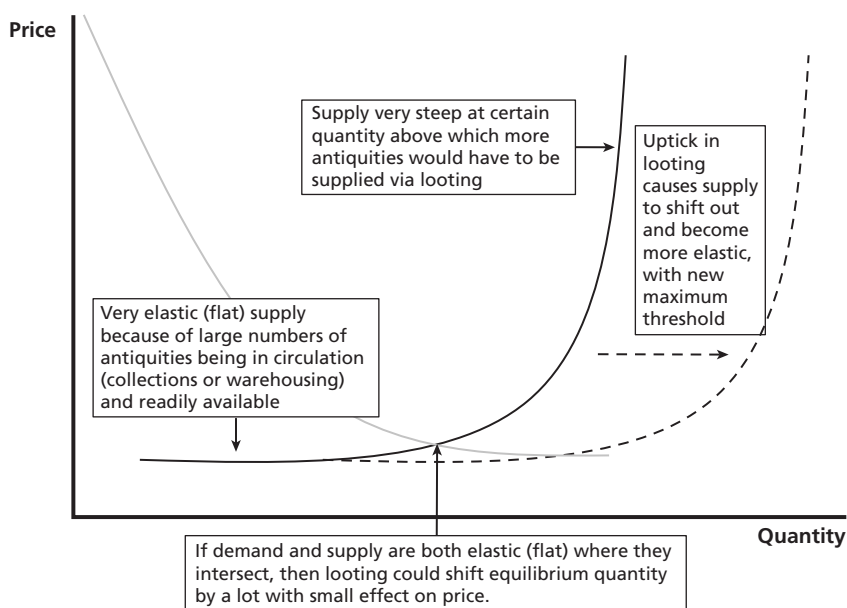 Price
Supply very steep at certain
quantity above which more
antiquities would have to be
supplied via looting
Uptick in
looting
causes supply
to shift out
and become
more elastic,
with new
maximum
threshold
Very elastic (flat) supply
because of large numbers of
antiquities being in circulation
(collections or warehousing)
and readily available
Quantity
If demand and supply are both elastic (flat) where they
intersect, then looting could shift equilibrium quantity
by a lot with small effect on price.